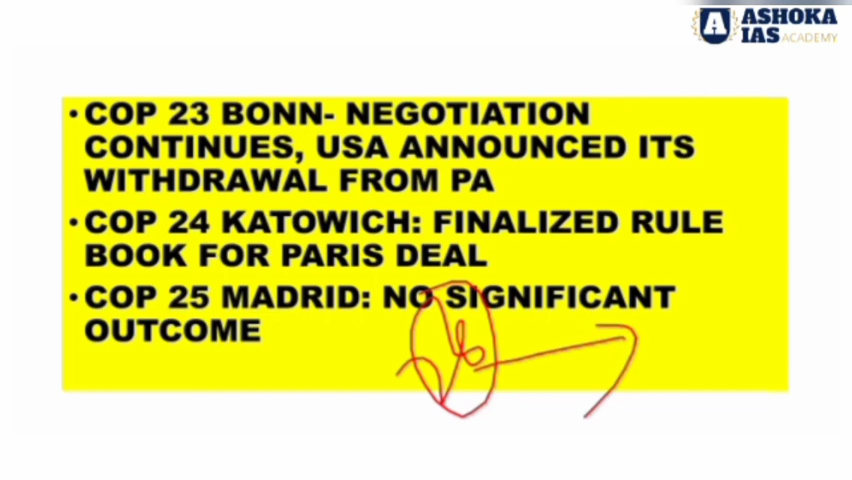 ASHOKA
IAS ACADEMY
• COP 23 BONN- NEGOTIATION
CONTINUES, USA ANNOUNCED ITS
WITHDRAWAL FROM PA
• COP 24 KATOWICH: FINALIZED RULE
BOOK FOR PARIS DEAL
• COP 25 MADRID: NO SIGNIFICANT
OUTCOME
26